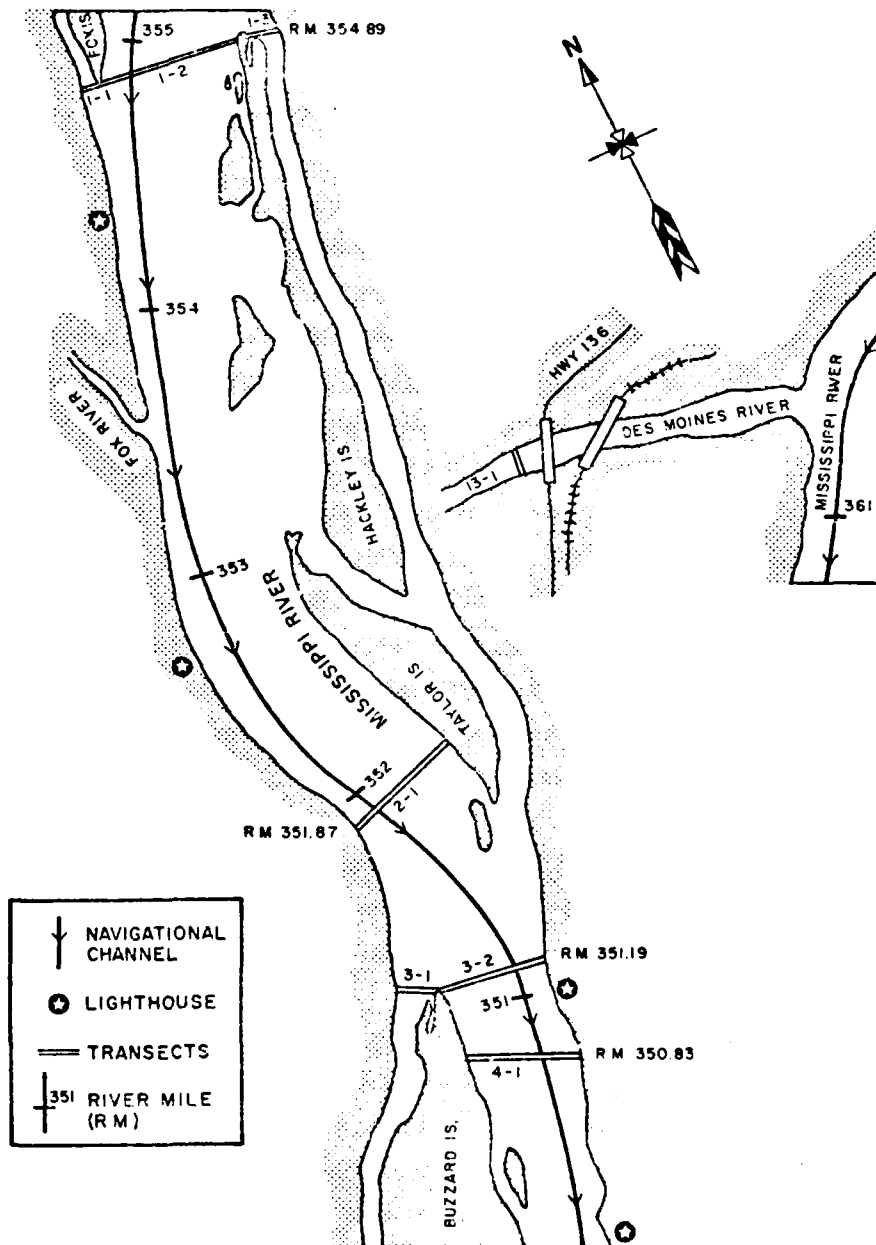 355
FOX IS
1-3
RM 354.89
1-1
1-2
N
354
FOX RIVER
HACKLEY IS
HWY 136
DES MOINES RIVER
MISSISSIPPI RIVER
13-1
361
353
MISSISSIPPI RIVER
TAYLOR IS
352
2-1
RM 351.87
3-1
3-2
RM 351.19
351
RM 350.83
4-1
BUZZARD IS.
NAVIGATIONAL
CHANNEL
LIGHTHOUSE
TRANSECTS
351 RIVER MILE
(RM)